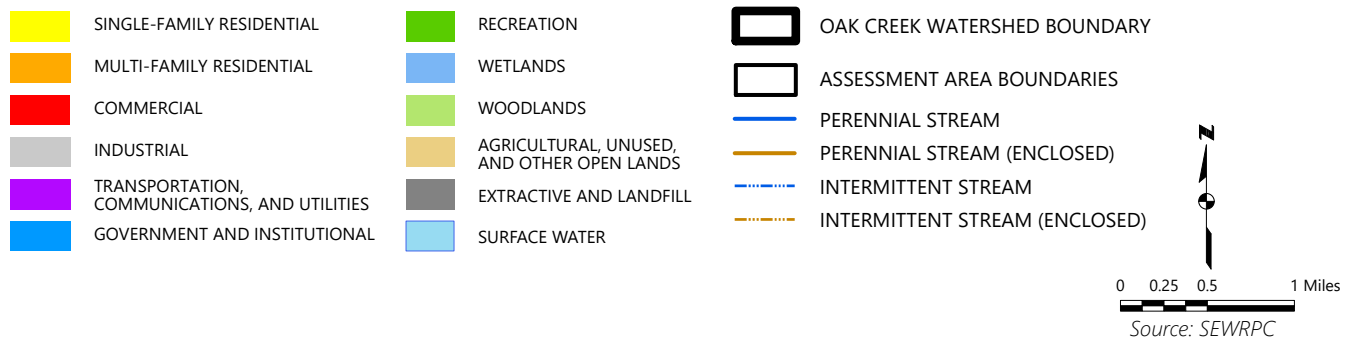 SINGLE-FAMILY RESIDENTIAL
MULTI-FAMILY RESIDENTIAL
COMMERCIAL
INDUSTRIAL
TRANSPORTATION,
COMMUNICATIONS, AND UTILITIES
GOVERNMENT AND INSTITUTIONAL
RECREATION
WETLANDS
WOODLANDS
AGRICULTURAL, UNUSED,
AND OTHER OPEN LANDS
EXTRACTIVE AND LANDFILL
SURFACE WATER
OAK CREEK WATERSHED BOUNDARY
ASSESSMENT AREA BOUNDARIES
PERENNIAL STREAM
PERENNIAL STREAM (ENCLOSED)
INTERMITTENT STREAM
INTERMITTENT STREAM (ENCLOSED)
N
0 0.25 0.5 1 Miles
Source: SEWRPC